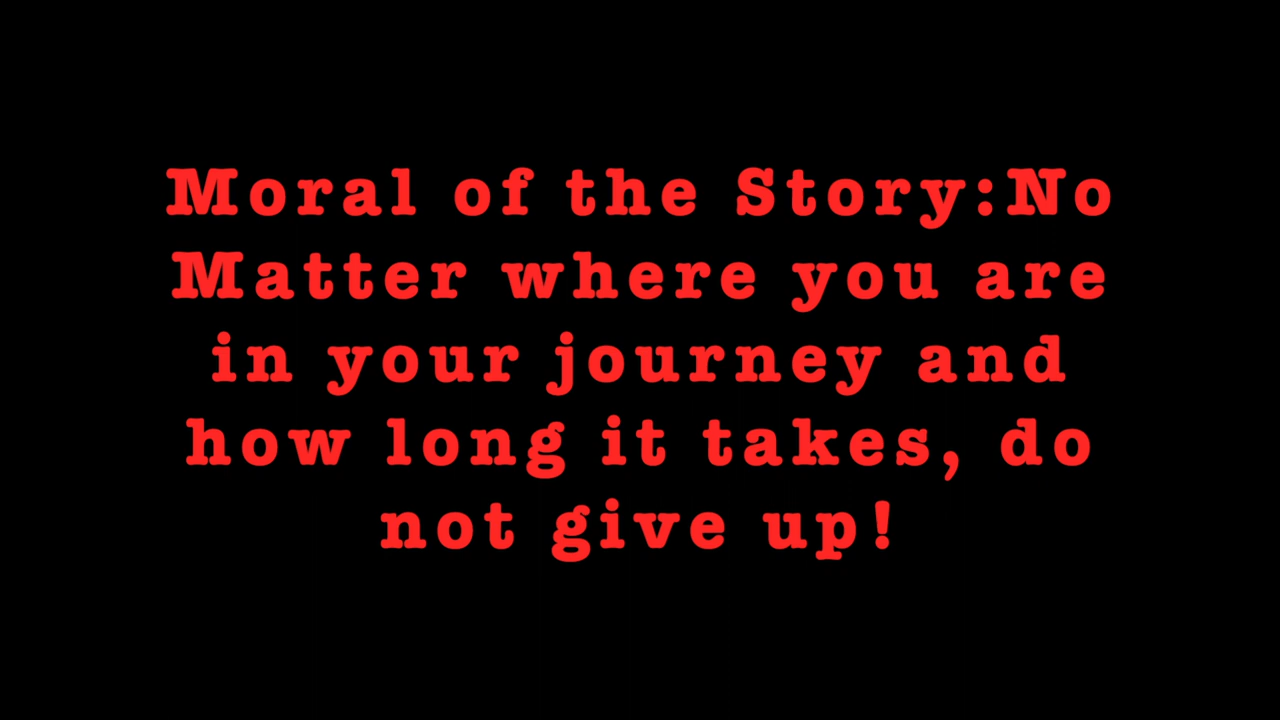 Moral of the Story:No
Matter where you are
in your journey and
how long it takes, do
not give up!